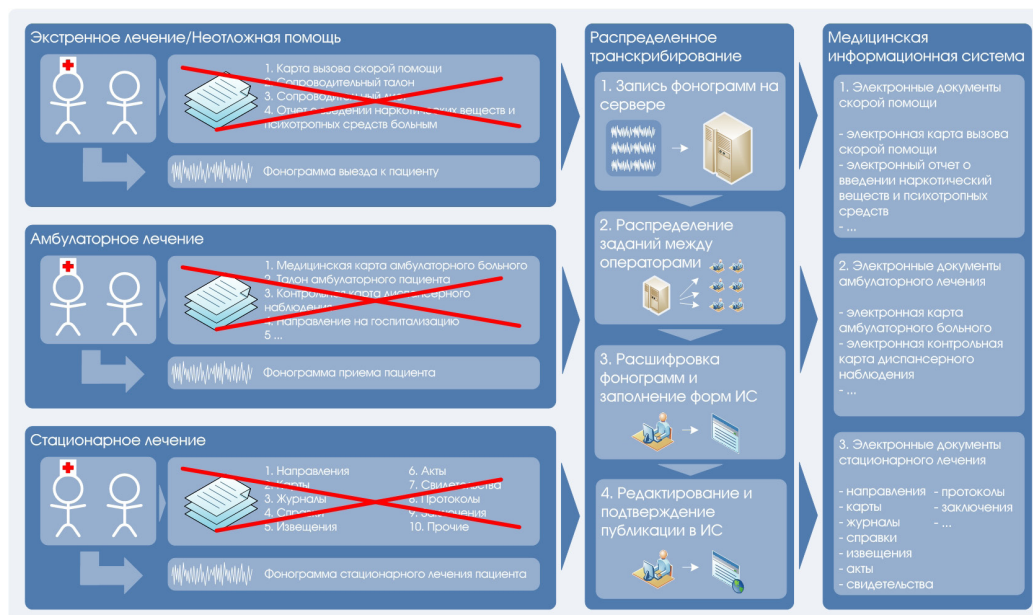 Экстренное лечение/Неотложная помощь
1. Карта вызова скорой помощи
2. Сопроводительный талон
3. Сопроводительный лист
4. Отчет о введении наркотических веществ и
психотропных средств больным
Фонограмма выезда к пациенту
Амбулаторное лечение
1. Медицинская карта амбулаторного больного
2. Талон амбулаторного пациента
3. Контрольная карта диспансерного
наблюдения
4. Направление на госпитализацию
5 ...
Фонограмма приема пациента
Стационарное лечение
1. Направления
2. Карты
3. Журналы
4. Справки
5. Извещения
6. Акты
7. Свидетельства
8. Протоколы
9. Заключения
10. Прочие
Фонограмма стационарного лечения пациента
Распределенное
транскрибирование
1. Запись фонограмм на
сервере
2. Распределение
заданий между
операторами
3. Расшифровка
фонограмм и
заполнение форм ИС
4. Редактирование и
подтверждение
публикации в ИС
Медицинская
информационная система
1. Электронные документы
скорой помощи
- электронная карта вызова
скорой помощи
- электронный отчет о
введении наркотический
веществ и психотропных
средств
- ...
2. Электронные документы
амбулаторного лечения
- электронная карта
амбулаторного больного
- электронная контрольная
карта диспансерного
наблюдения
- ...
3. Электронные документы
стационарного лечения
- направления
- карты
- журналы
- справки
- извещения
- акты
- свидетельства
- протоколы
- заключения
- ...